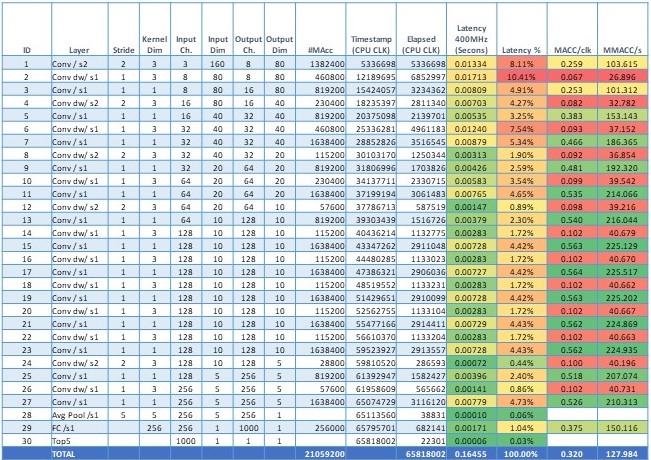 ID Layer Stride Kernel Dim Input Ch. Input Dim Output Ch. Output Dim #MAcc Timestamp (CPU CLK) Elapsed (CPU CLK) Latency 400MHz (Secons) Latency % MACC/clk MMACC/s
1 Conv / s2 2 3 3 160 8 80 1382400 5336698 5336698 0.01334 8.11% 0.259 103.615
2 Conv dw/ s1 1 3 8 80 8 80 460800 12189695 6852997 0.01713 10.41% 0.067 26.896
3 Conv / s1 1 1 8 80 16 80 819200 15424057 3234362 0.00809 4.91% 0.253 101.312
4 Conv dw/ s2 2 3 16 80 16 40 230400 18235397 2811340 0.00703 4.27% 0.082 32.782
5 Conv / s1 1 1 16 40 32 40 819200 20375098 2139701 0.00535 3.25% 0.383 153.143
6 Conv dw/ s1 1 3 32 40 32 40 460800 25336281 4961183 0.01240 7.54% 0.093 37.152
7 Conv / s1 1 1 32 40 32 40 1638400 28852826 3516545 0.00879 5.34% 0.466 186.365
8 Conv dw/ s2 2 3 32 40 32 20 115200 30103170 1250344 0.00313 1.90% 0.092 36.854
9 Conv / s1 1 1 32 20 64 20 819200 31806996 1703826 0.00426 2.59% 0.481 192.320
10 Conv dw/ s1 1 3 64 20 64 20 230400 34137711 2330715 0.00583 3.54% 0.099 39.542
11 Conv / s1 1 1 64 20 64 20 1638400 37199194 3061483 0.00765 4.65% 0.535 214.066
12 Conv dw/ s2 2 3 64 20 64 10 57600 37786713 587519 0.00147 0.89% 0.098 39.216
13 Conv / s1 1 1 64 10 128 10 819200 39303439 1516726 0.00379 2.30% 0.540 216.044
14 Conv dw/ s1 1 3 128 10 128 10 115200 40436214 1132775 0.00283 1.72% 0.102 40.679
15 Conv / s1 1 1 128 10 128 10 1638400 43347262 2911048 0.00728 4.42% 0.563 225.129
16 Conv dw/ s1 1 3 128 10 128 10 115200 44480285 1133023 0.00283 1.72% 0.102 40.670
17 Conv / s1 1 1 128 10 128 10 1638400 47386321 2906036 0.00727 4.42% 0.564 225.517
18 Conv dw/ s1 1 3 128 10 128 10 115200 48519552 1133231 0.00283 1.72% 0.102 40.662
19 Conv / s1 1 1 128 10 128 10 1638400 51429651 2910099 0.00728 4.42% 0.563 225.202
20 Conv dw/ s1 1 3 128 10 128 10 115200 52562755 1133104 0.00283 1.72% 0.102 40.667
21 Conv / s1 1 1 128 10 128 10 1638400 55477166 2914411 0.00729 4.43% 0.562 224.869
22 Conv dw/ s1 1 3 128 10 128 10 115200 56610370 1133204 0.00283 1.72% 0.102 40.663
23 Conv / s1 1 1 128 10 128 10 1638400 59523927 2913557 0.00728 4.43% 0.562 224.935
24 Conv dw/ s2 2 3 128 10 128 5 28800 59810520 286593 0.00072 0.44% 0.100 40.196
25 Conv / s1 1 1 128 5 256 5 819200 61392947 1582427 0.00396 2.40% 0.518 207.074
26 Conv dw/ s1 1 3 256 5 256 5 57600 61958609 565662 0.00141 0.86% 0.102 40.731
27 Conv / s1 1 1 256 5 256 5 1638400 65074729 3116120 0.00779 4.73% 0.526 210.313
28 Avg Pool /s1 5 5 256 5 256 1 65113560 38831 0.00010 0.06%
29 FC /s1 256 256 1 1000 1 256000 65795701 682141 0.00171 1.04% 0.375 150.116
30 Top5 1000 1 1 1 65818002 22301 0.00006 0.03%
TOTAL 21059200 65818002 0.16455 100.00% 0.320 127.984